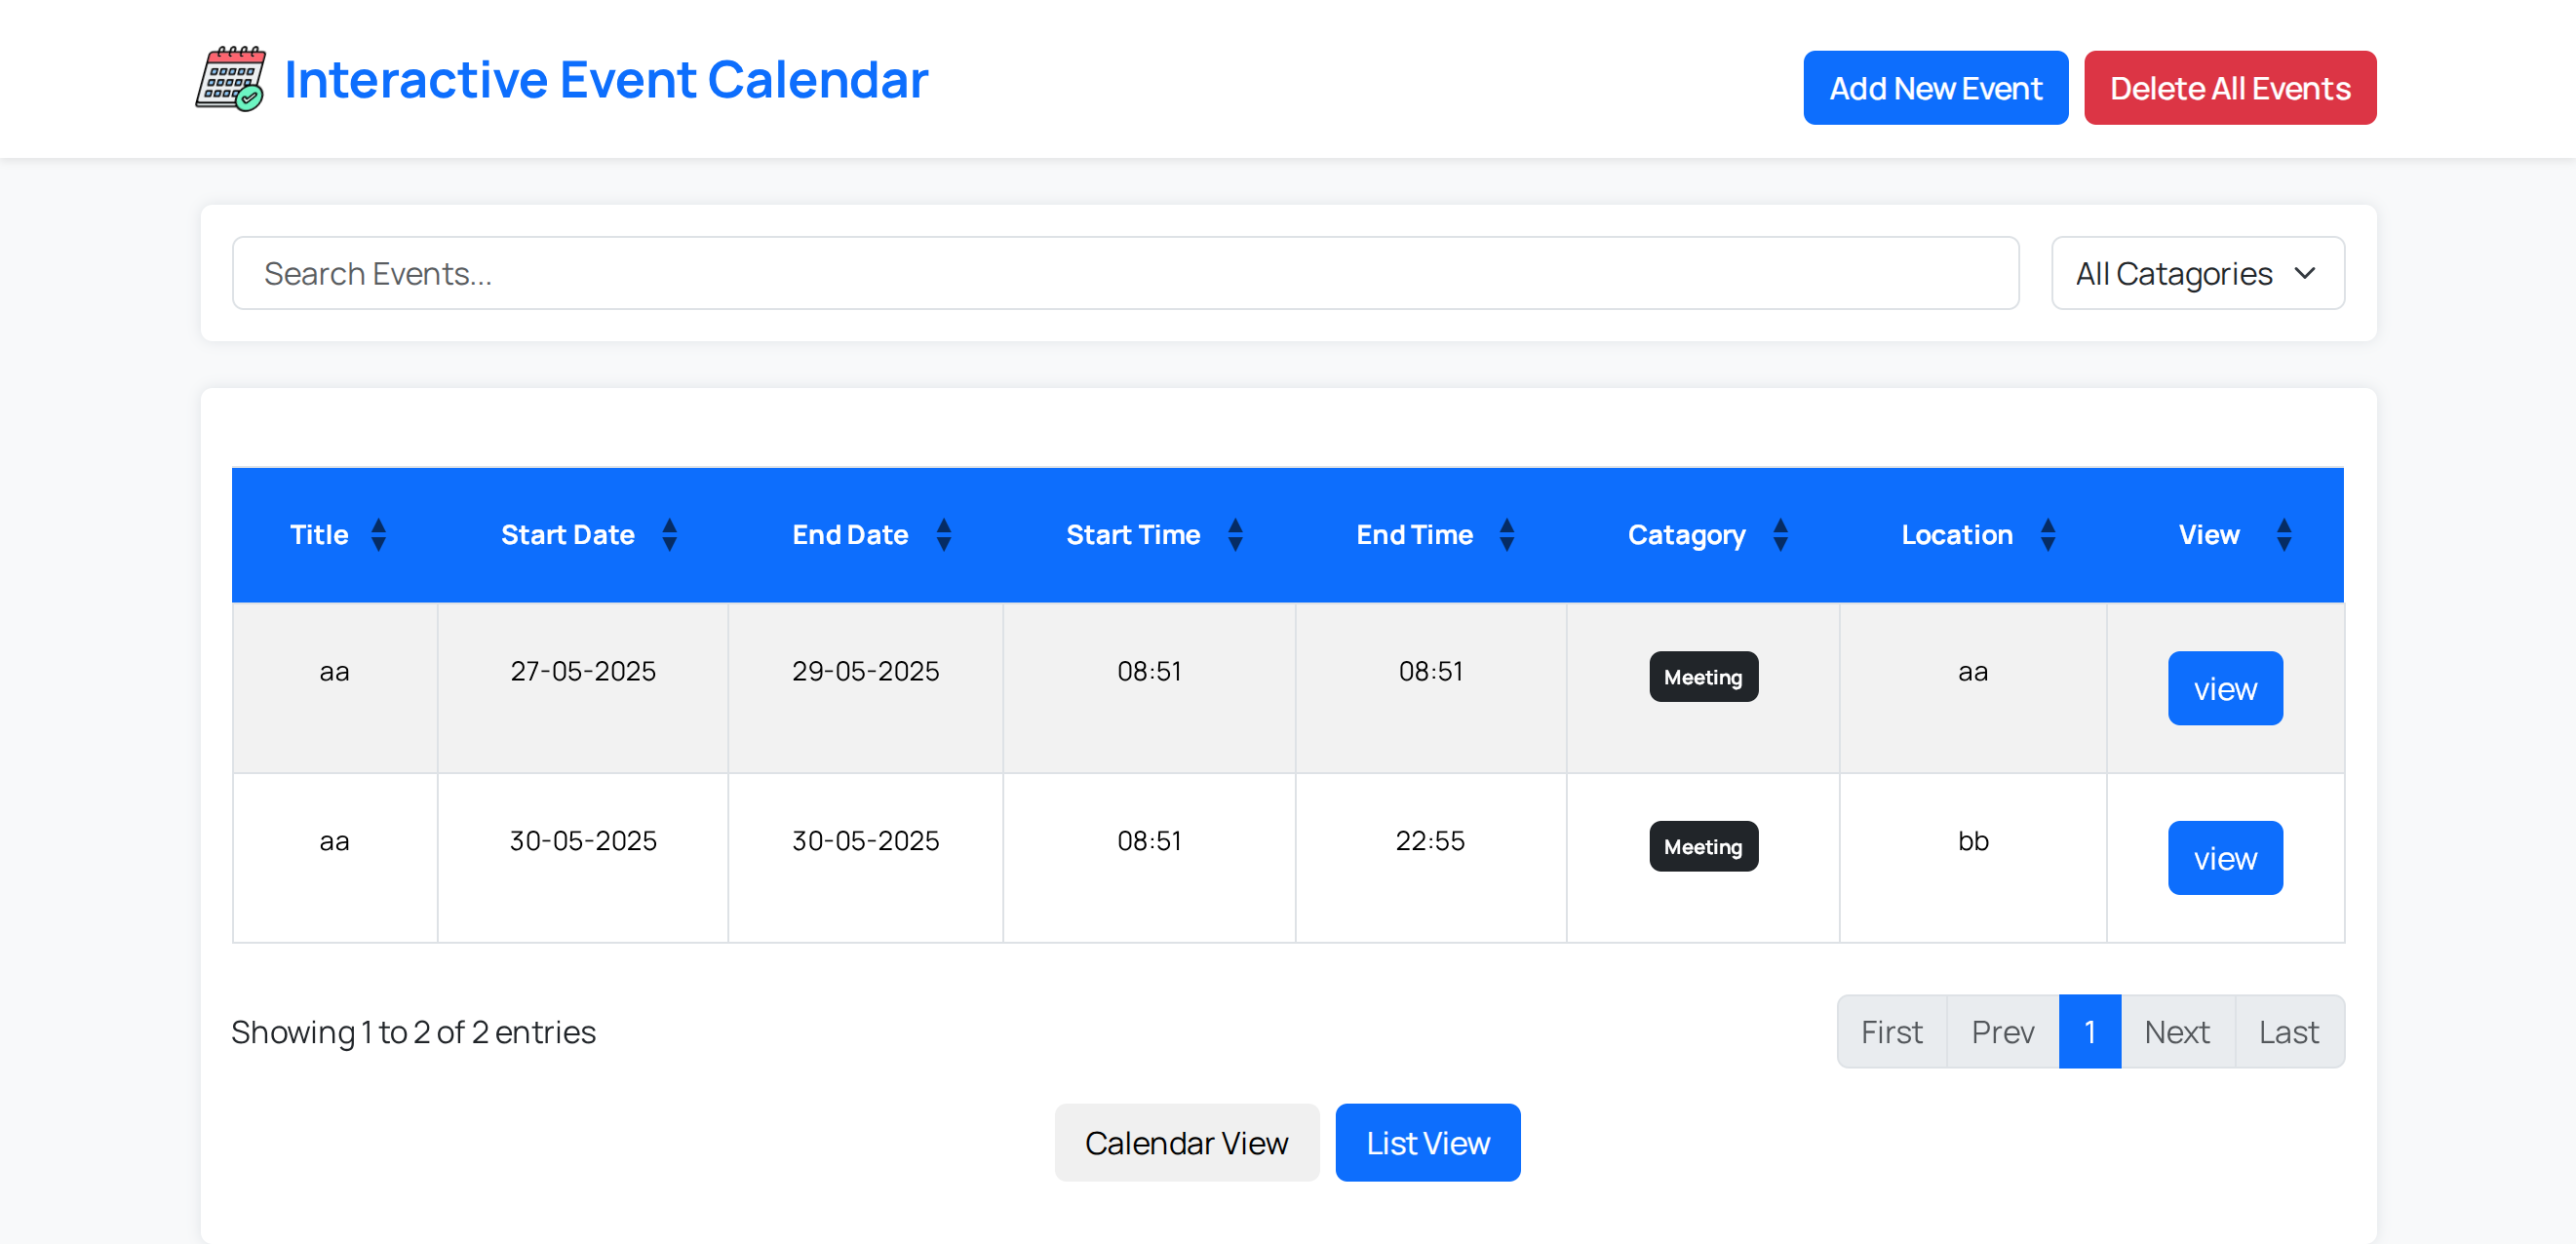 Interactive Event Calendar Add New Event Delete All Events
Search Events... All Catagories
Title Start Date End Date Start Time End Time Catagory Location View
aa 27-05-2025 29-05-2025 08:51 08:51 Meeting aa view
aa 30-05-2025 30-05-2025 08:51 22:55 Meeting bb view
Showing 1 to 2 of 2 entries First Prev 1 Next Last
Calendar View List View